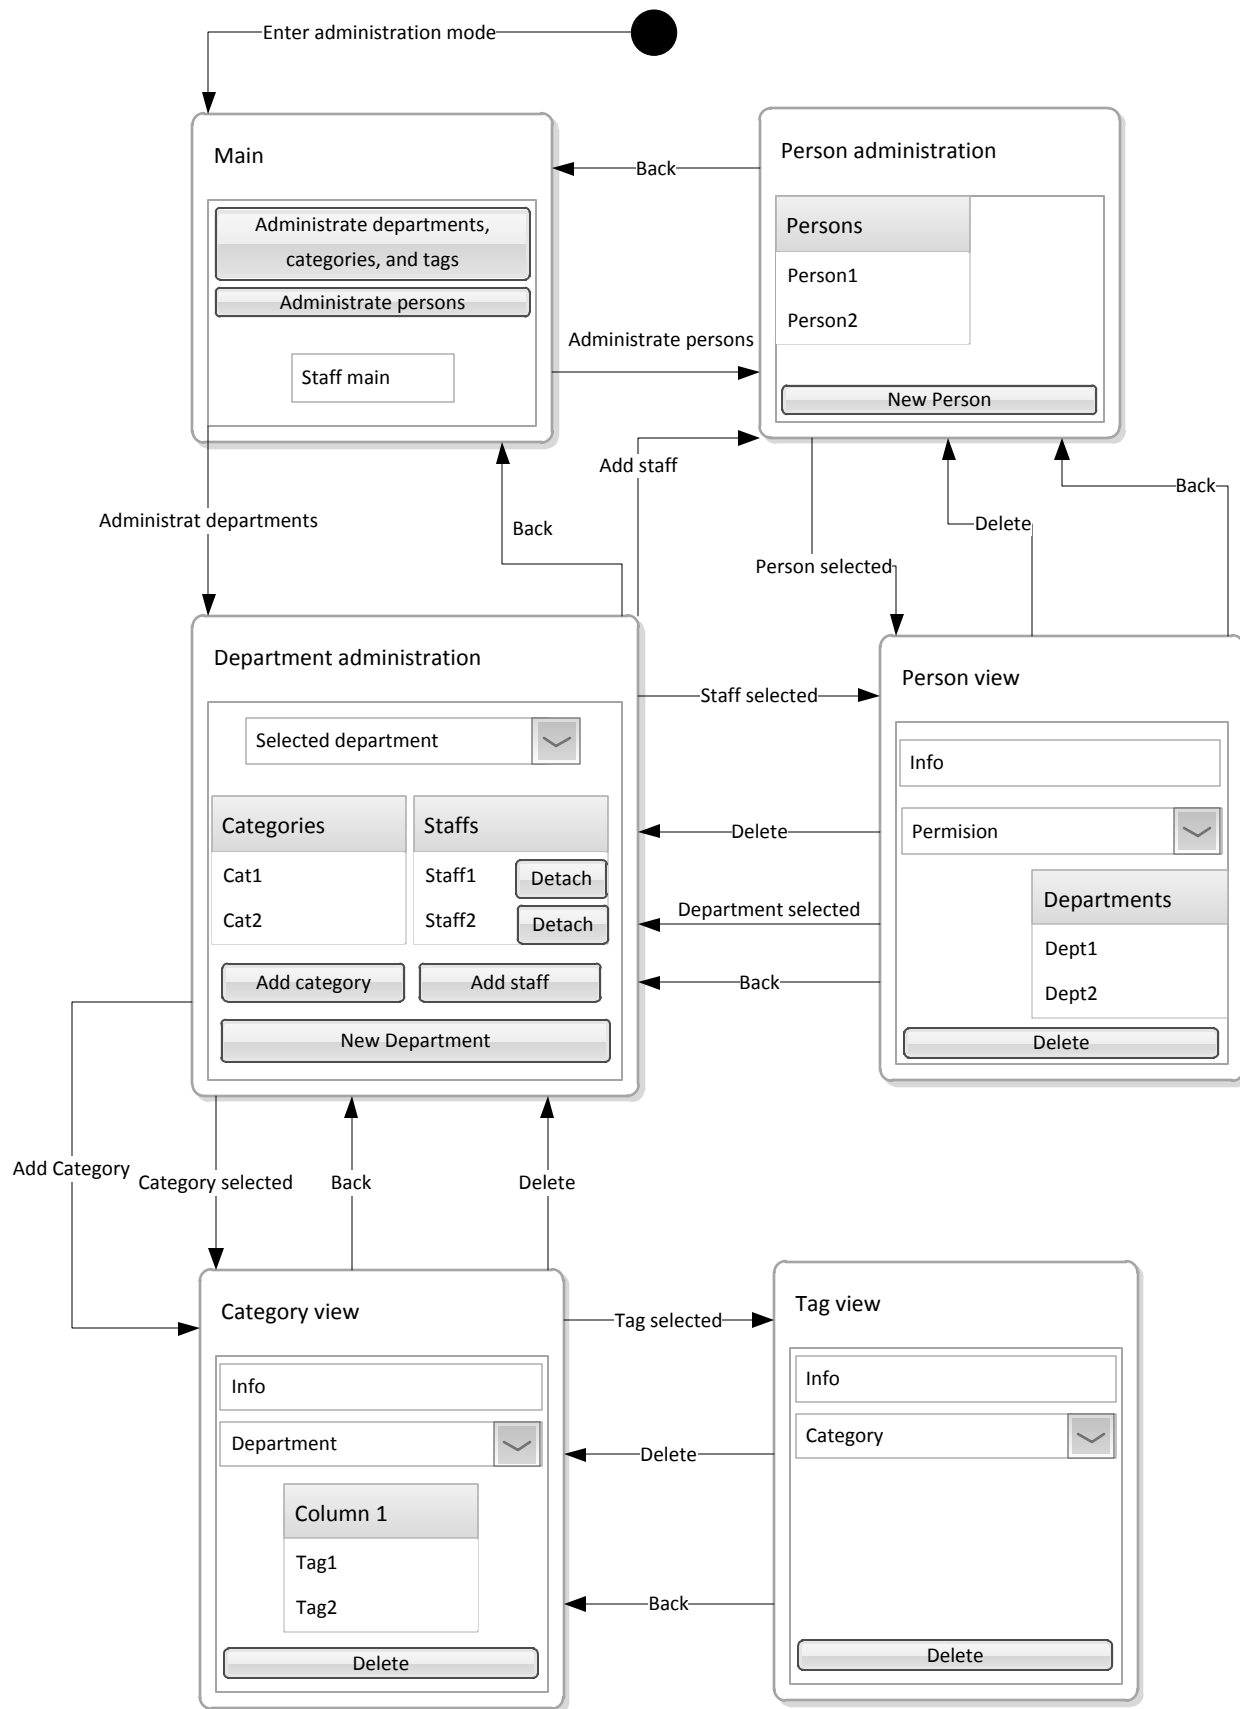 Enter administration mode
Main
Administrate departments,
categories, and tags
Administrate persons
Staff main
Back
Person administration
Persons
Person1
Person2
New Person
Administrate persons
Add staff
Back
Administrat departments
Back
Delete
Person selected
Department administration
Selected department
Categories
Staffs
Cat1
Staff1
Detach
Cat2
Staff2
Detach
Add category
Add staff
New Department
Staff selected
Delete
Department selected
Back
Person view
Info
Permision
Departments
Dept1
Dept2
Delete
Add Category
Category selected
Back
Delete
Category view
Info
Department
Column 1
Tag1
Tag2
Delete
Tag selected
Delete
Back
Tag view
Info
Category
Delete